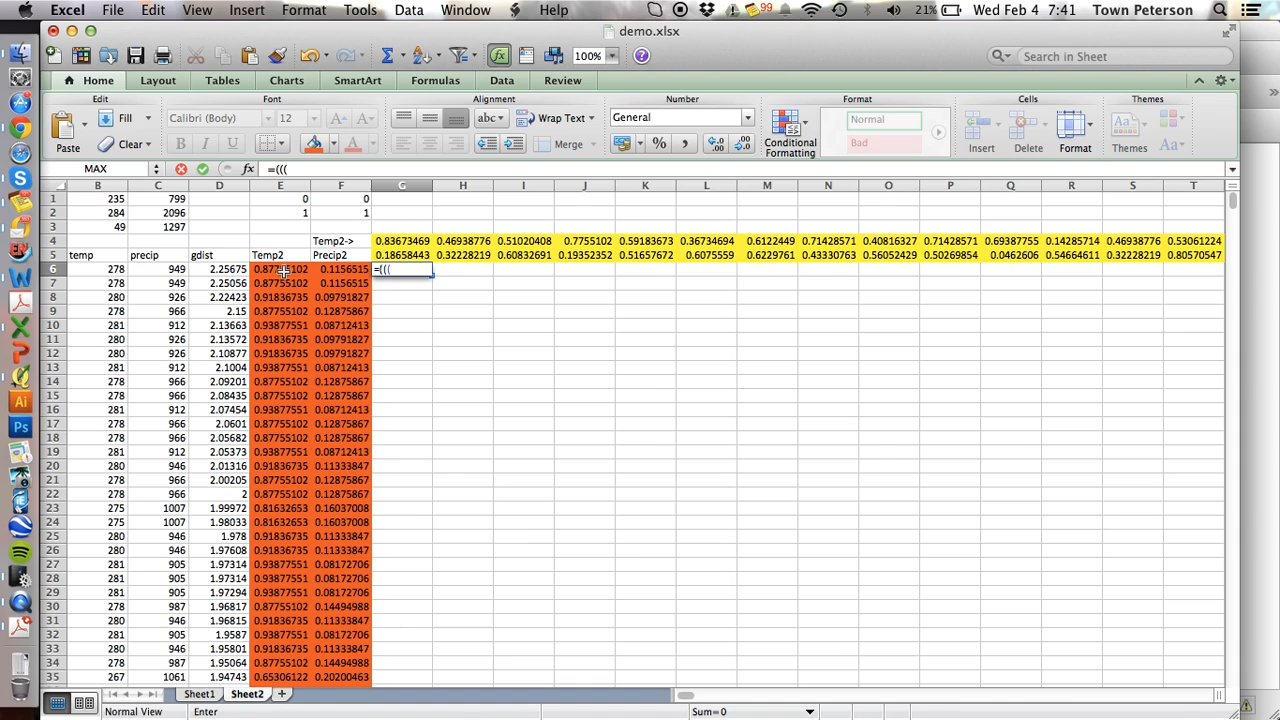 Excel File Edit View Insert Format Tools Data Window Help 99 21% Wed Feb 4 7:41 Town Peterson
demo.xlsx
100% Search in Sheet
Home Layout Tables Charts SmartArt Formulas Data Review
Edit Font Alignment Number Format Cells Themes
Fill Calibri (Body) 12 abc Wrap Text General Normal
Paste Clear B I U A Merge % Conditional Formatting Bad Insert Delete Format Themes Aa
MAX fx =(((
B C D E F G H I J K L M N O P Q R S T
1 235 799 0 0
2 284 2096 1 1
3 49 1297
4 Temp2-> 0.83673469 0.46938776 0.51020408 0.7755102 0.59183673 0.36734694 0.6122449 0.71428571 0.40816327 0.71428571 0.69387755 0.14285714 0.46938776 0.53061224
5 temp precip gdist Temp2 Precip2 0.18658443 0.32228219 0.60832691 0.19352352 0.51657672 0.6075559 0.6229761 0.43330763 0.56052429 0.50269854 0.0462606 0.54664611 0.32228219 0.80570547
6 278 949 2.25675 0.87755102 0.1156515 =(((
7 278 949 2.25056 0.87755102 0.1156515
8 280 926 2.22423 0.91836735 0.09791827
9 278 966 2.15 0.87755102 0.12875867
10 281 912 2.13663 0.93877551 0.08712413
11 280 926 2.13572 0.91836735 0.09791827
12 280 926 2.10877 0.91836735 0.09791827
13 281 912 2.1004 0.93877551 0.08712413
14 278 966 2.09201 0.87755102 0.12875867
15 278 966 2.08435 0.87755102 0.12875867
16 281 912 2.07454 0.93877551 0.08712413
17 278 966 2.0601 0.87755102 0.12875867
18 278 966 2.05682 0.87755102 0.12875867
19 281 912 2.05373 0.93877551 0.08712413
20 280 946 2.01316 0.91836735 0.11333847
21 278 966 2.00205 0.87755102 0.12875867
22 278 966 2 0.87755102 0.12875867
23 275 1007 1.99972 0.81632653 0.16037008
24 275 1007 1.98033 0.81632653 0.16037008
25 280 946 1.978 0.91836735 0.11333847
26 280 946 1.97608 0.91836735 0.11333847
27 281 905 1.97314 0.93877551 0.08172706
28 281 905 1.97314 0.93877551 0.08172706
29 281 905 1.97294 0.93877551 0.08172706
30 278 987 1.96817 0.87755102 0.14494988
31 280 946 1.96815 0.91836735 0.11333847
32 281 905 1.9587 0.93877551 0.08172706
33 280 946 1.95801 0.91836735 0.11333847
34 278 987 1.95064 0.87755102 0.14494988
35 267 1061 1.94743 0.65306122 0.20200463
Sheet1 Sheet2
Normal View Enter Sum=0